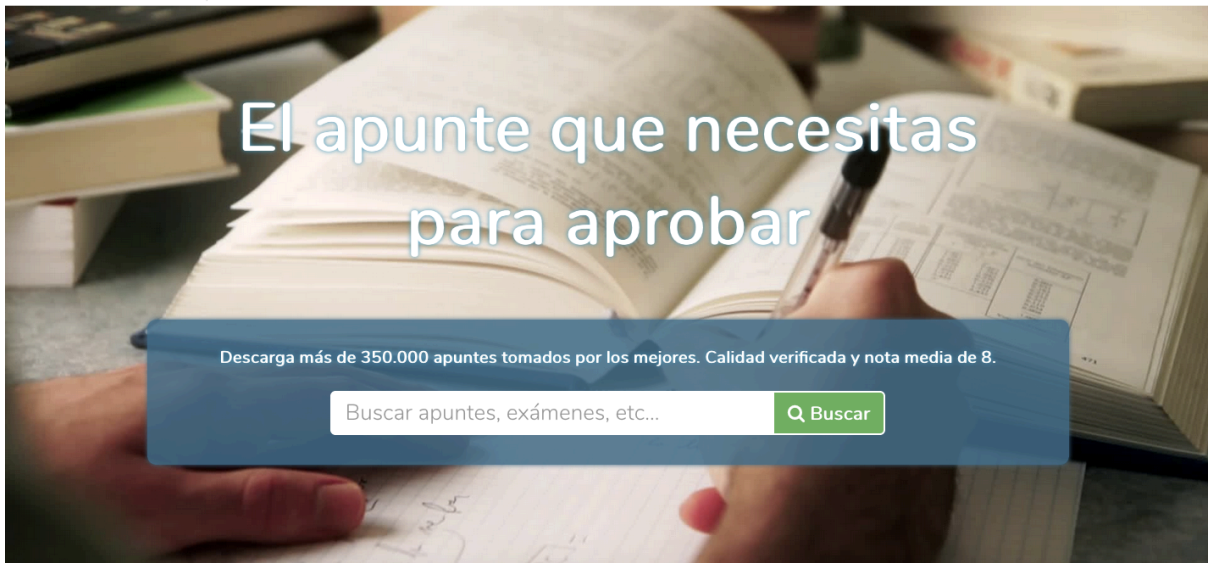 El apunte que necesitas
para aprobar
Descarga más de 350.000 apuntes tomados por los mejores. Calidad verificada y nota media de 8.
Buscar apuntes, exámenes, etc...
Buscar